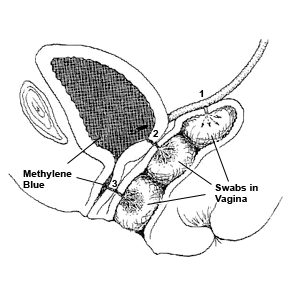 1
2
Methylene
Blue
3
Swabs in
Vagina